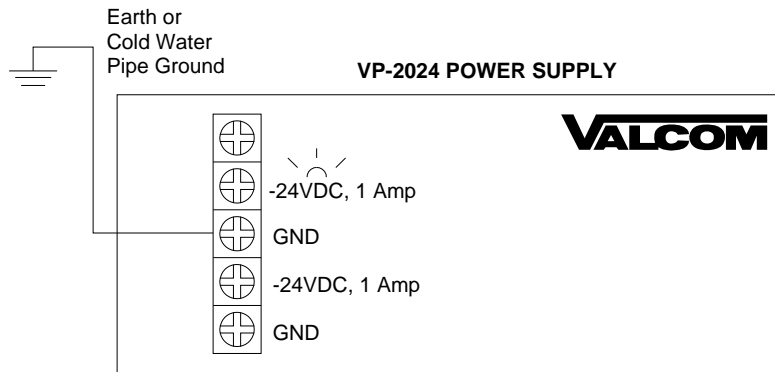 Earth or
Cold Water
Pipe Ground
VP-2024 POWER SUPPLY
VALCOM
-24VDC, 1 Amp
GND
-24VDC, 1 Amp
GND